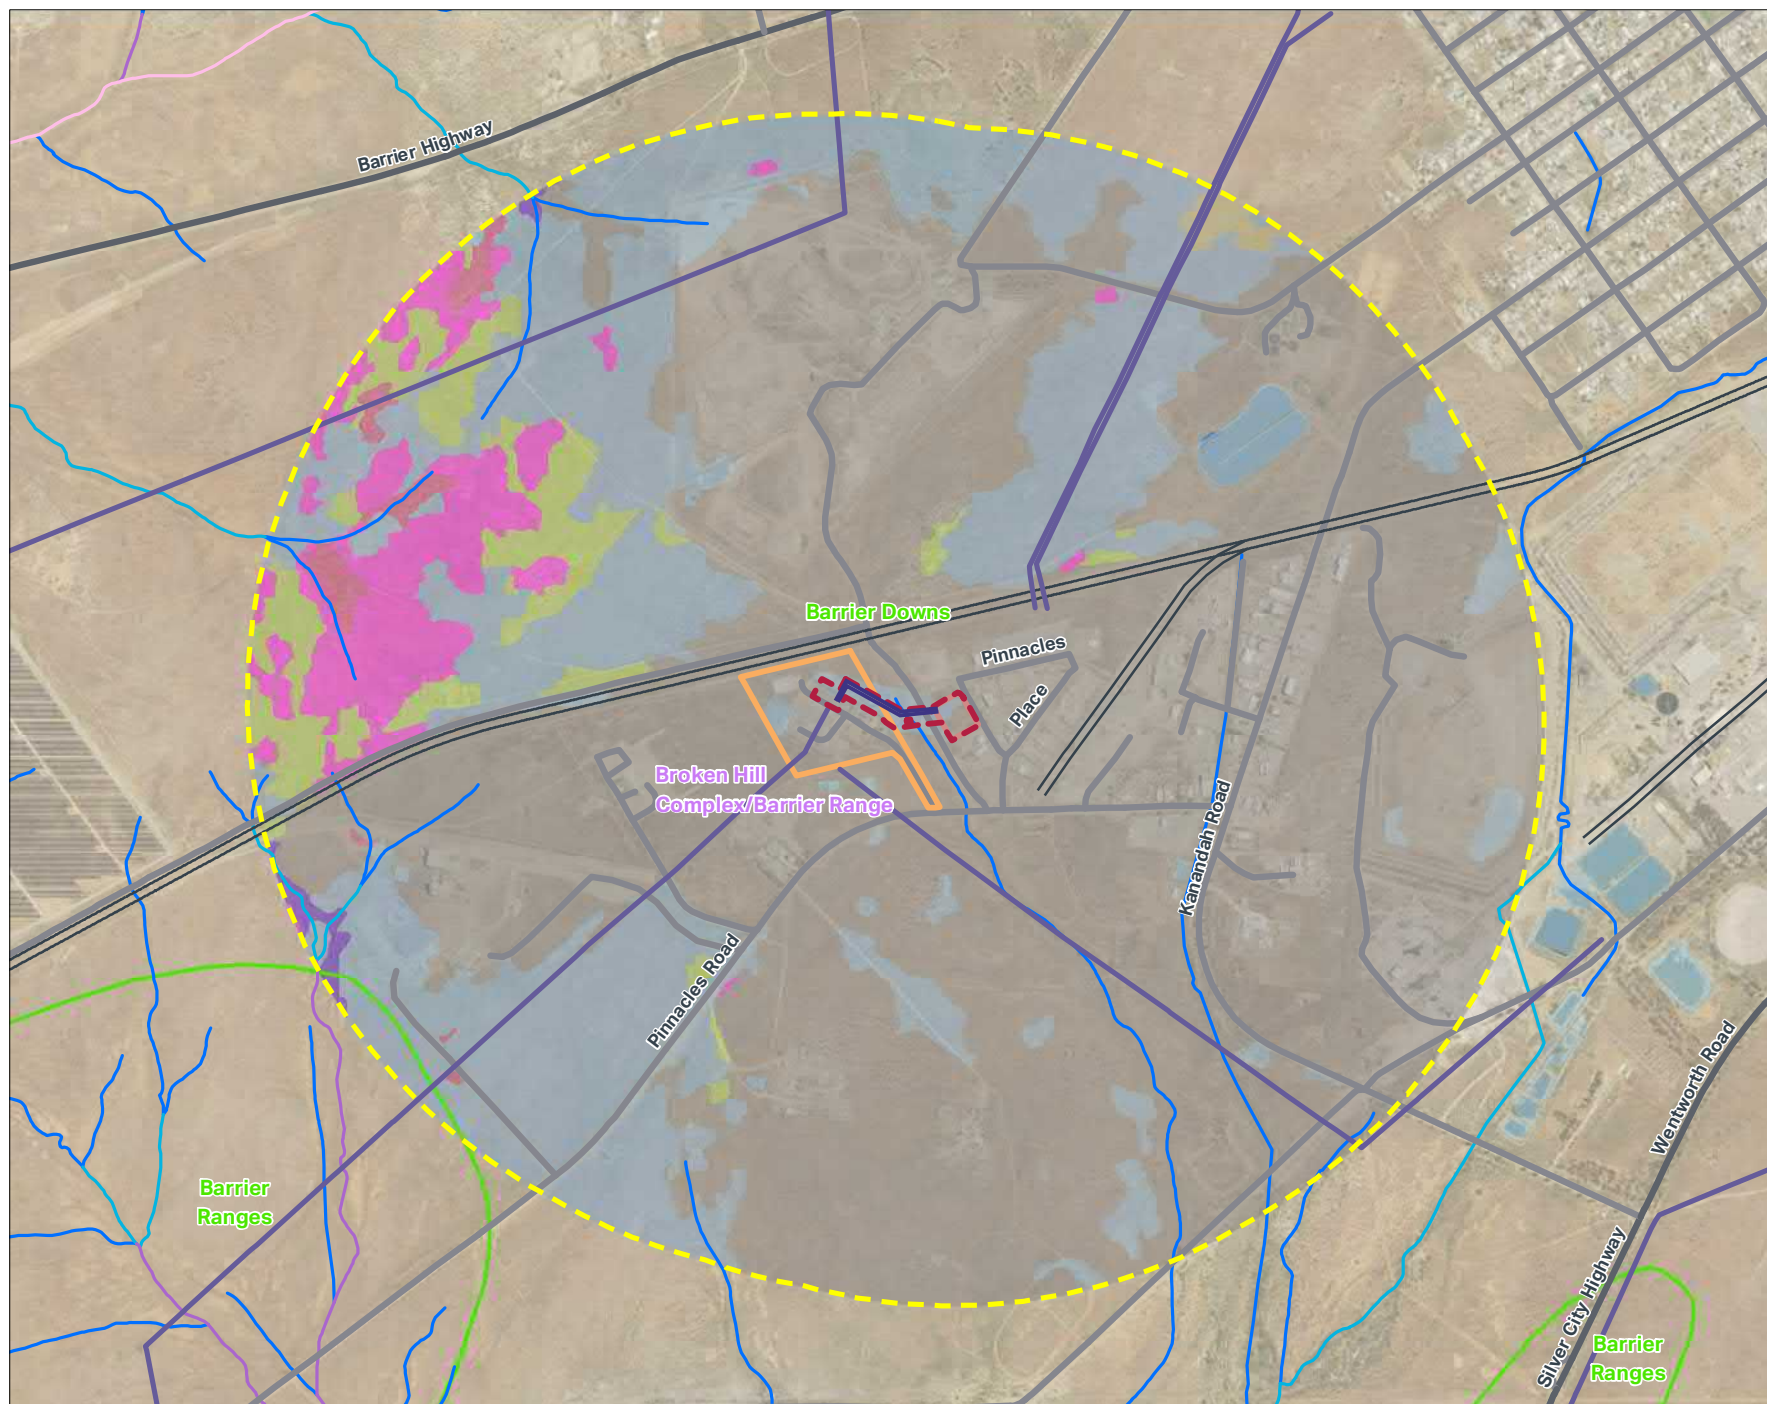 Barrier Highway
Barrier Downs
Pinnacles
Place
Broken Hill
Complex/Barrier Range
Kanandah Road
Pinnacles Road
Wentworth Road
Barrier
Ranges
Silver City Highway
Barrier
Ranges